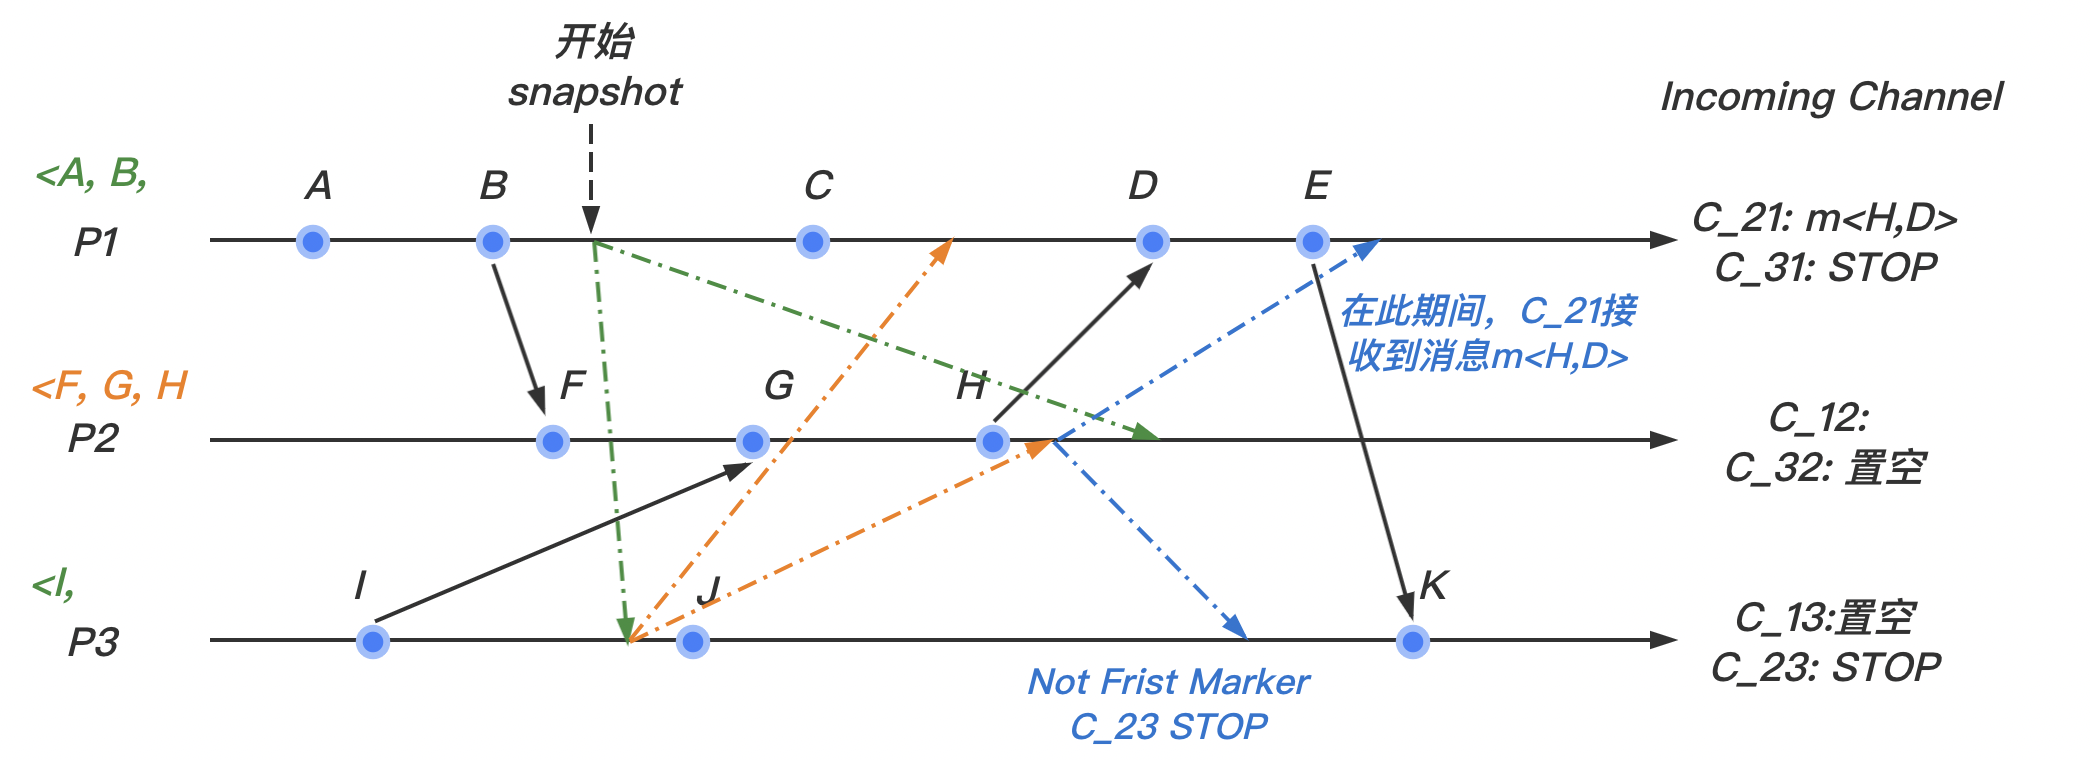 开始
snapshot
Incoming Channel
<A, B,
A
B
C
D
E
P1
C_21: m<H,D>
C_31: STOP
在此期间，C_21接
收到消息m<H,D>
<F, G, H
F
G
H
P2
C_12:
C_32: 置空
<I,
I
J
K
P3
C_13:置空
C_23: STOP
Not Frist Marker
C_23 STOP